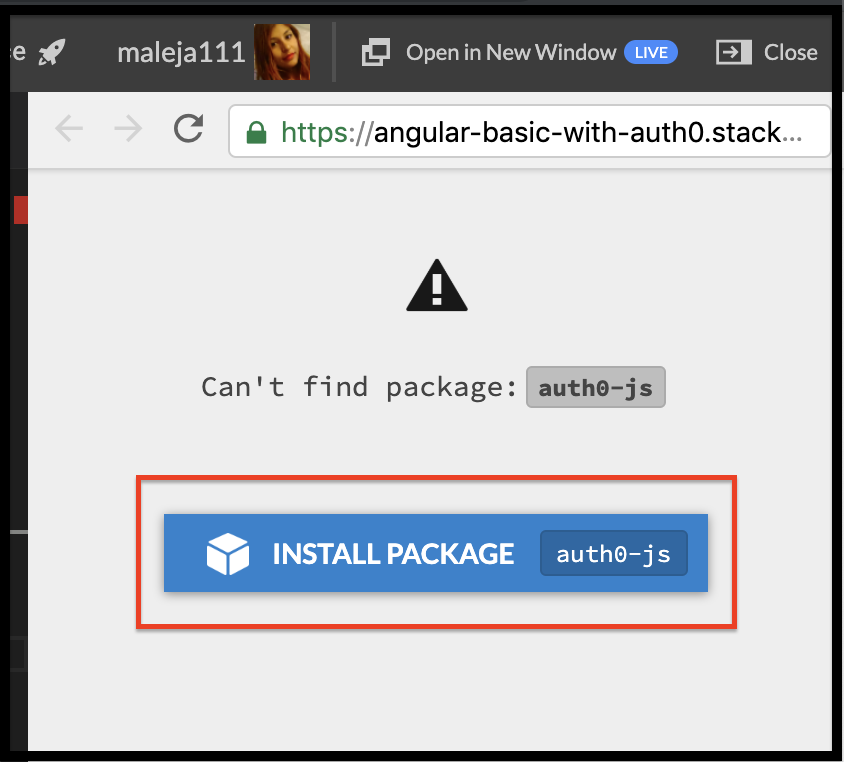 ce maleja111 Open in New Window LIVE Close
https://angular-basic-with-auth0.stack...
Can't find package: auth0-js
INSTALL PACKAGE auth0-js